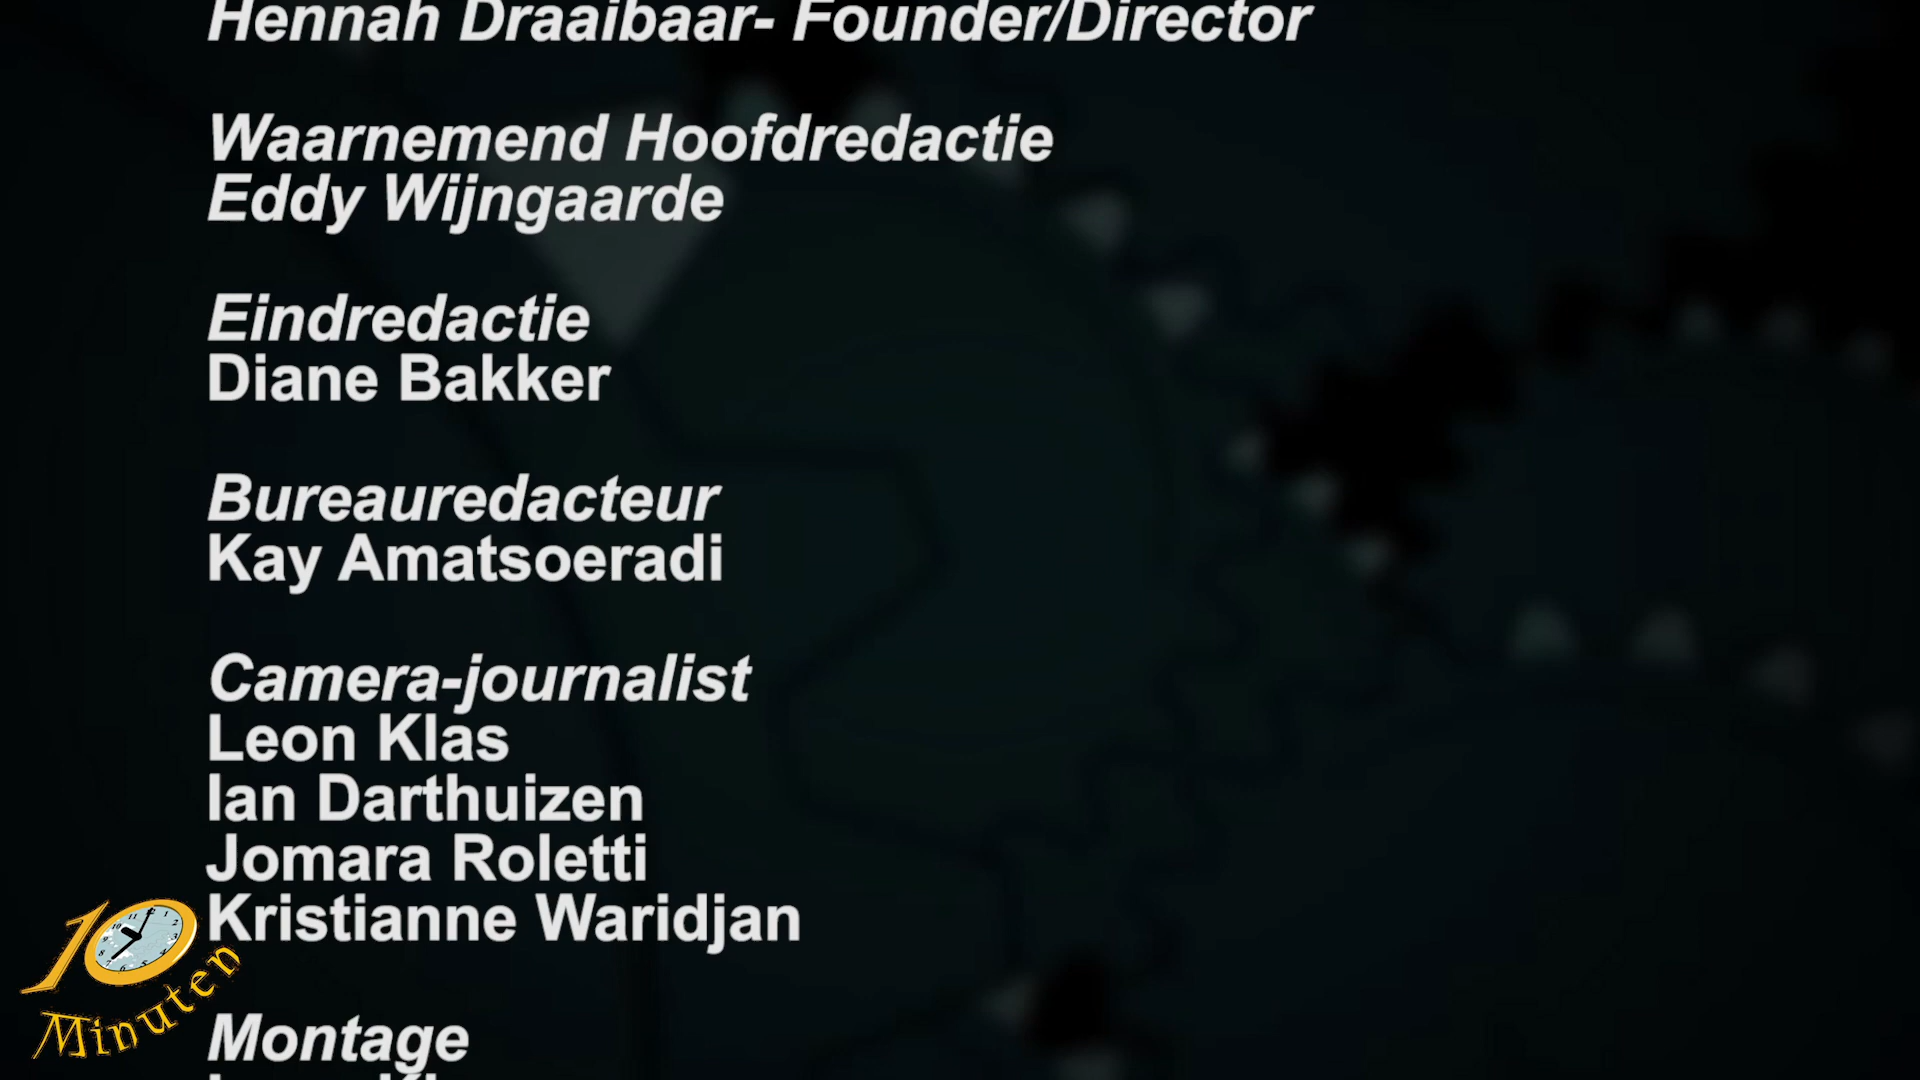 Hennah Draaibaar- Founder/Director
Waarnemend Hoofdredactie
Eddy Wijngaarde
Eindredactie
Diane Bakker
Bureauredacteur
Kay Amatsoeradi
Camera-journalist
Leon Klas
Ian Darthuizen
Jomara Roletti
Kristianne Waridjan
10
Minuten
Montage